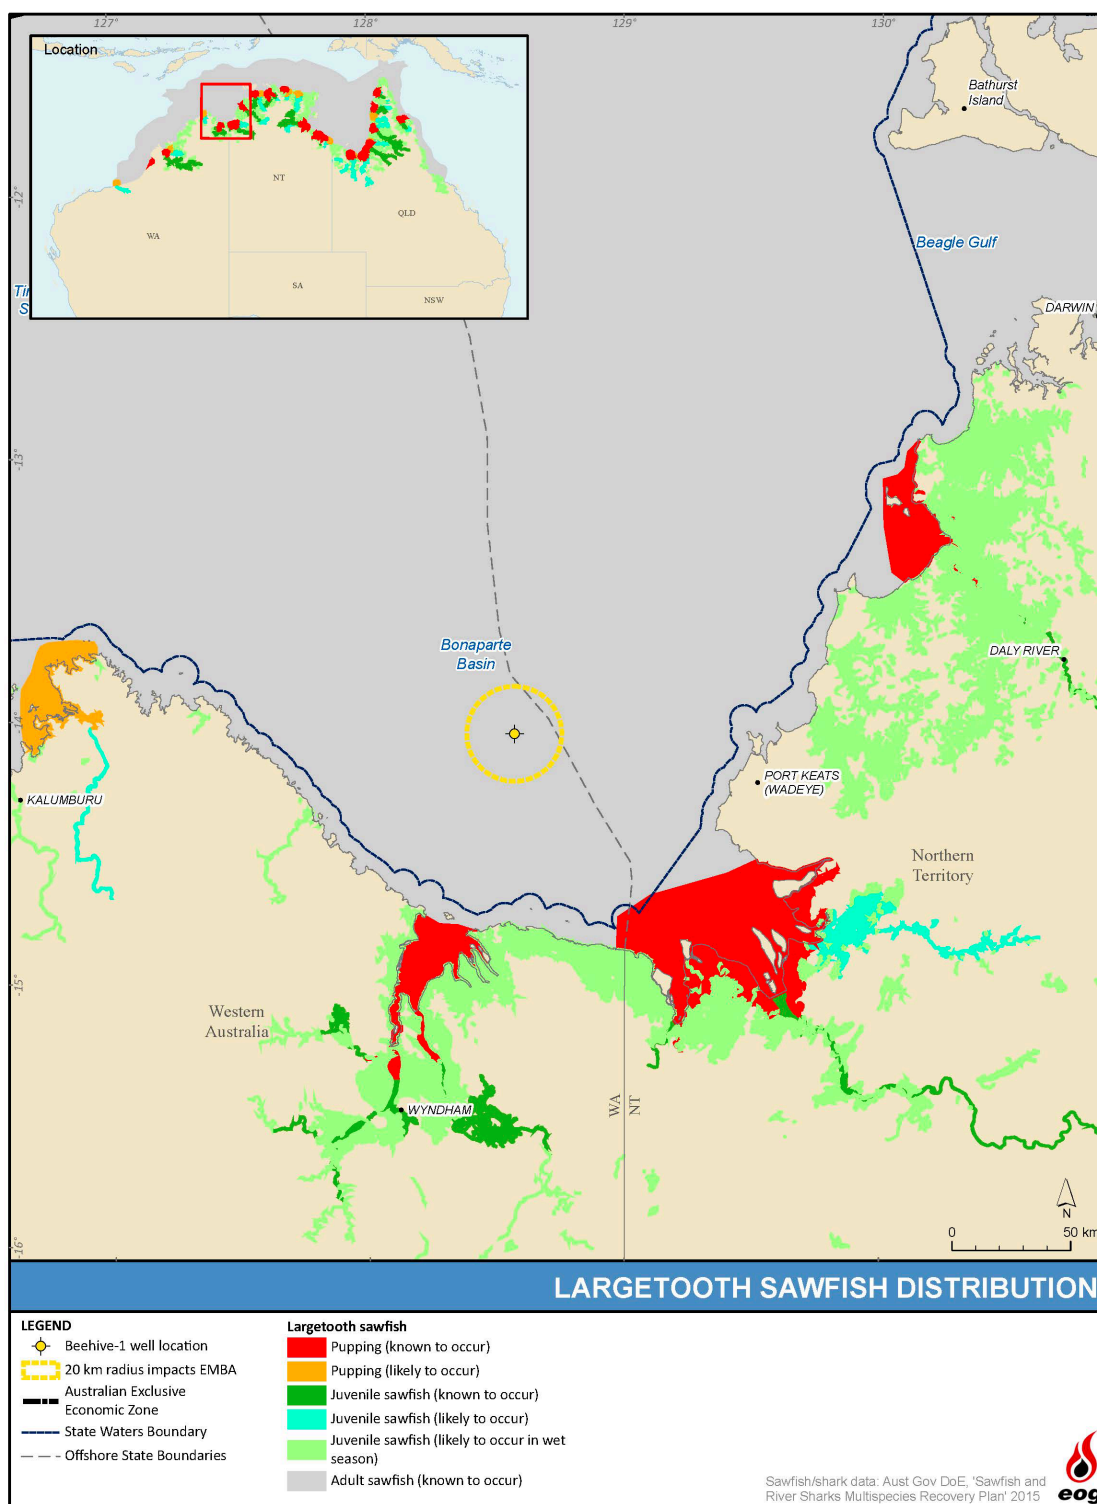 127°
128°
129°
130°
Location
NT
QLD
WA
SA
NSW
Bathurst
Island
-12°
Beagle Gulf
DARWIN
-13°
Bonaparte
Basin
DALY RIVER
-14°
PORT KEATS
(WADEYE)
KALUMBURU
Northern
Territory
-15°
Western
Australia
WA
NT
WYNDHAM
N
0
50 km
-16°
LARGETOOTH SAWFISH DISTRIBUTION
LEGEND
Beehive-1 well location
20 km radius impacts EMBA
Australian Exclusive
Economic Zone
State Waters Boundary
Offshore State Boundaries
Largetooth sawfish
Pupping (known to occur)
Pupping (likely to occur)
Juvenile sawfish (known to occur)
Juvenile sawfish (likely to occur)
Juvenile sawfish (likely to occur in wet
season)
Adult sawfish (known to occur)
Sawfish/shark data: Aust Gov DoE, 'Sawfish and
River Sharks Multispecies Recovery Plan' 2015
eog